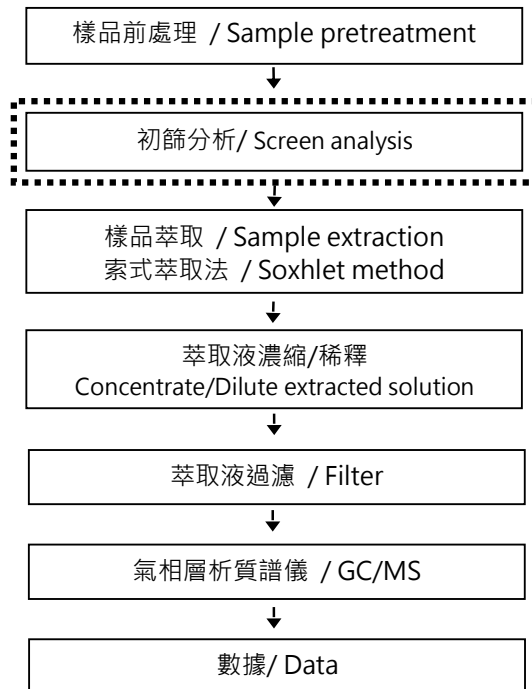 樣品前處理 / Sample pretreatment
初篩分析/ Screen analysis
樣品萃取 / Sample extraction
索式萃取法 / Soxhlet method
萃取液濃縮/稀釋
Concentrate/Dilute extracted solution
萃取液過濾 / Filter
氣相層析質譜儀 / GC/MS
數據/ Data